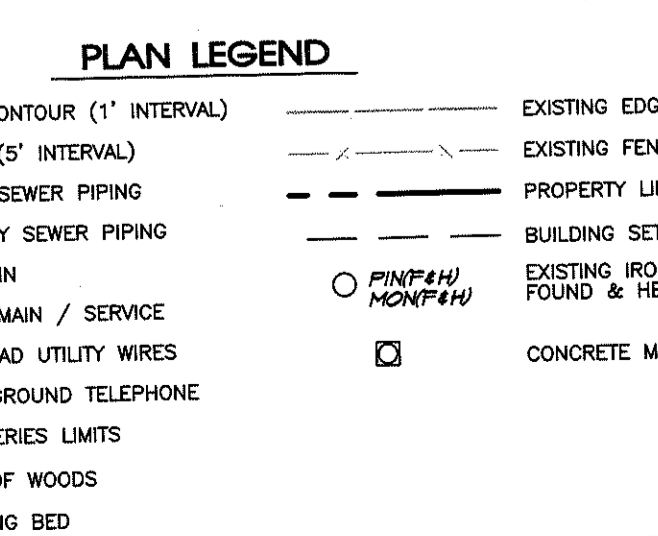 PLAN LEGEND
ONTOUR (1' INTERVAL)
(5' INTERVAL)
SEWER PIPING
Y SEWER PIPING
IN
MAIN / SERVICE
AD UTILITY WIRES
GROUND TELEPHONE
ERIES LIMITS
OF WOODS
NG BED
EXISTING EDG
EXISTING FEN
PROPERTY LI
BUILDING SET
PIN(F&H)
MON(F&H)
EXISTING IRO
FOUND & HE
CONCRETE M